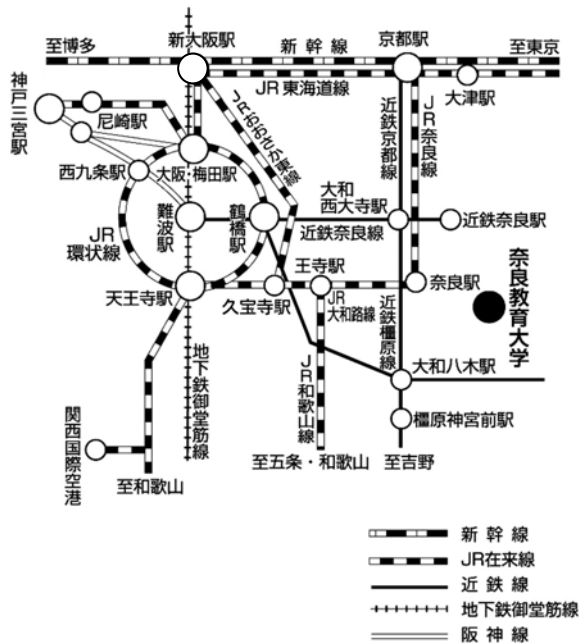 至博多
新大阪駅
新幹線
京都駅
至東京
神戸三宮駅
尼崎駅
JR東海道線
大津駅
JRおおさか東線
近鉄京都線
JR奈良線
西九条駅
大阪・梅田駅
大和
西大寺駅
難波駅
鶴橋駅
近鉄奈良線
近鉄奈良駅
JR
環状線
天王寺駅
久宝寺駅
王寺駅
JR
大和路線
奈良駅
奈良教育大学
近鉄橿原線
地下鉄御堂筋線
JR和歌山線
大和八木駅
橿原神宮前駅
関西国際空港
至和歌山
至五条・和歌山
至吉野
新幹線
JR在来線
近鉄線
地下鉄御堂筋線
阪神線